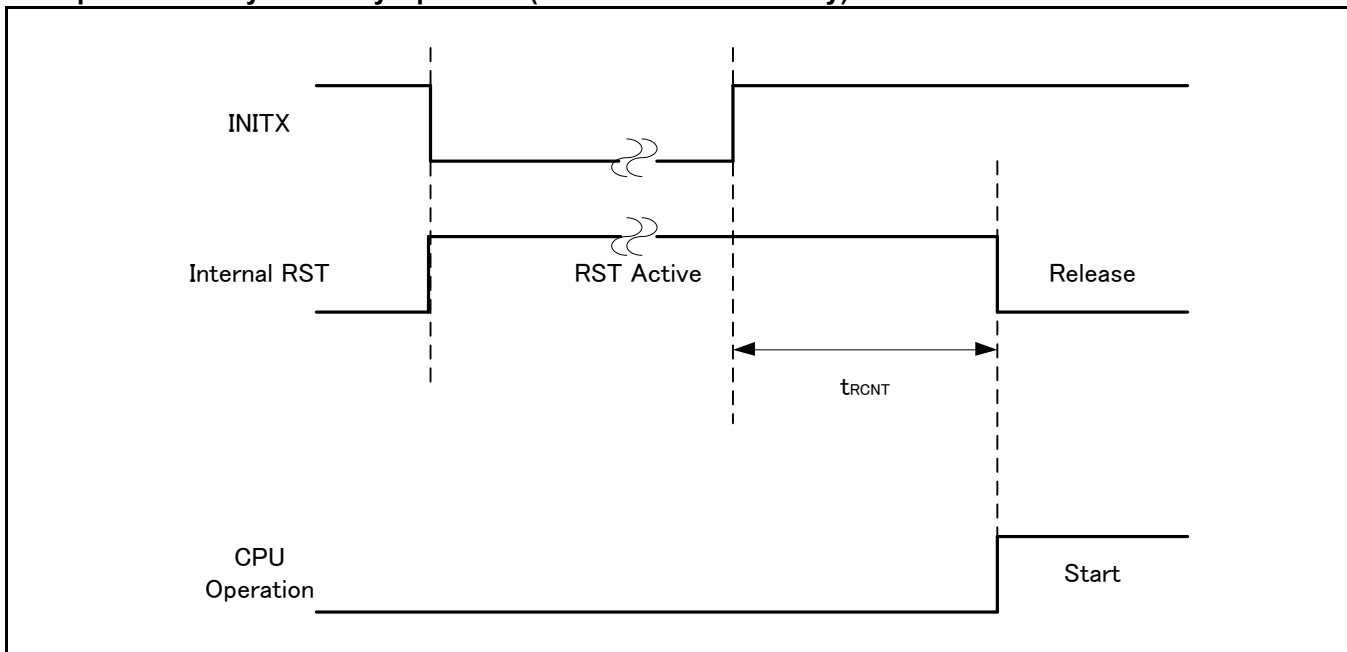 INITX
Internal RST
RST Active
Release
tRCNT
CPU
Operation
Start